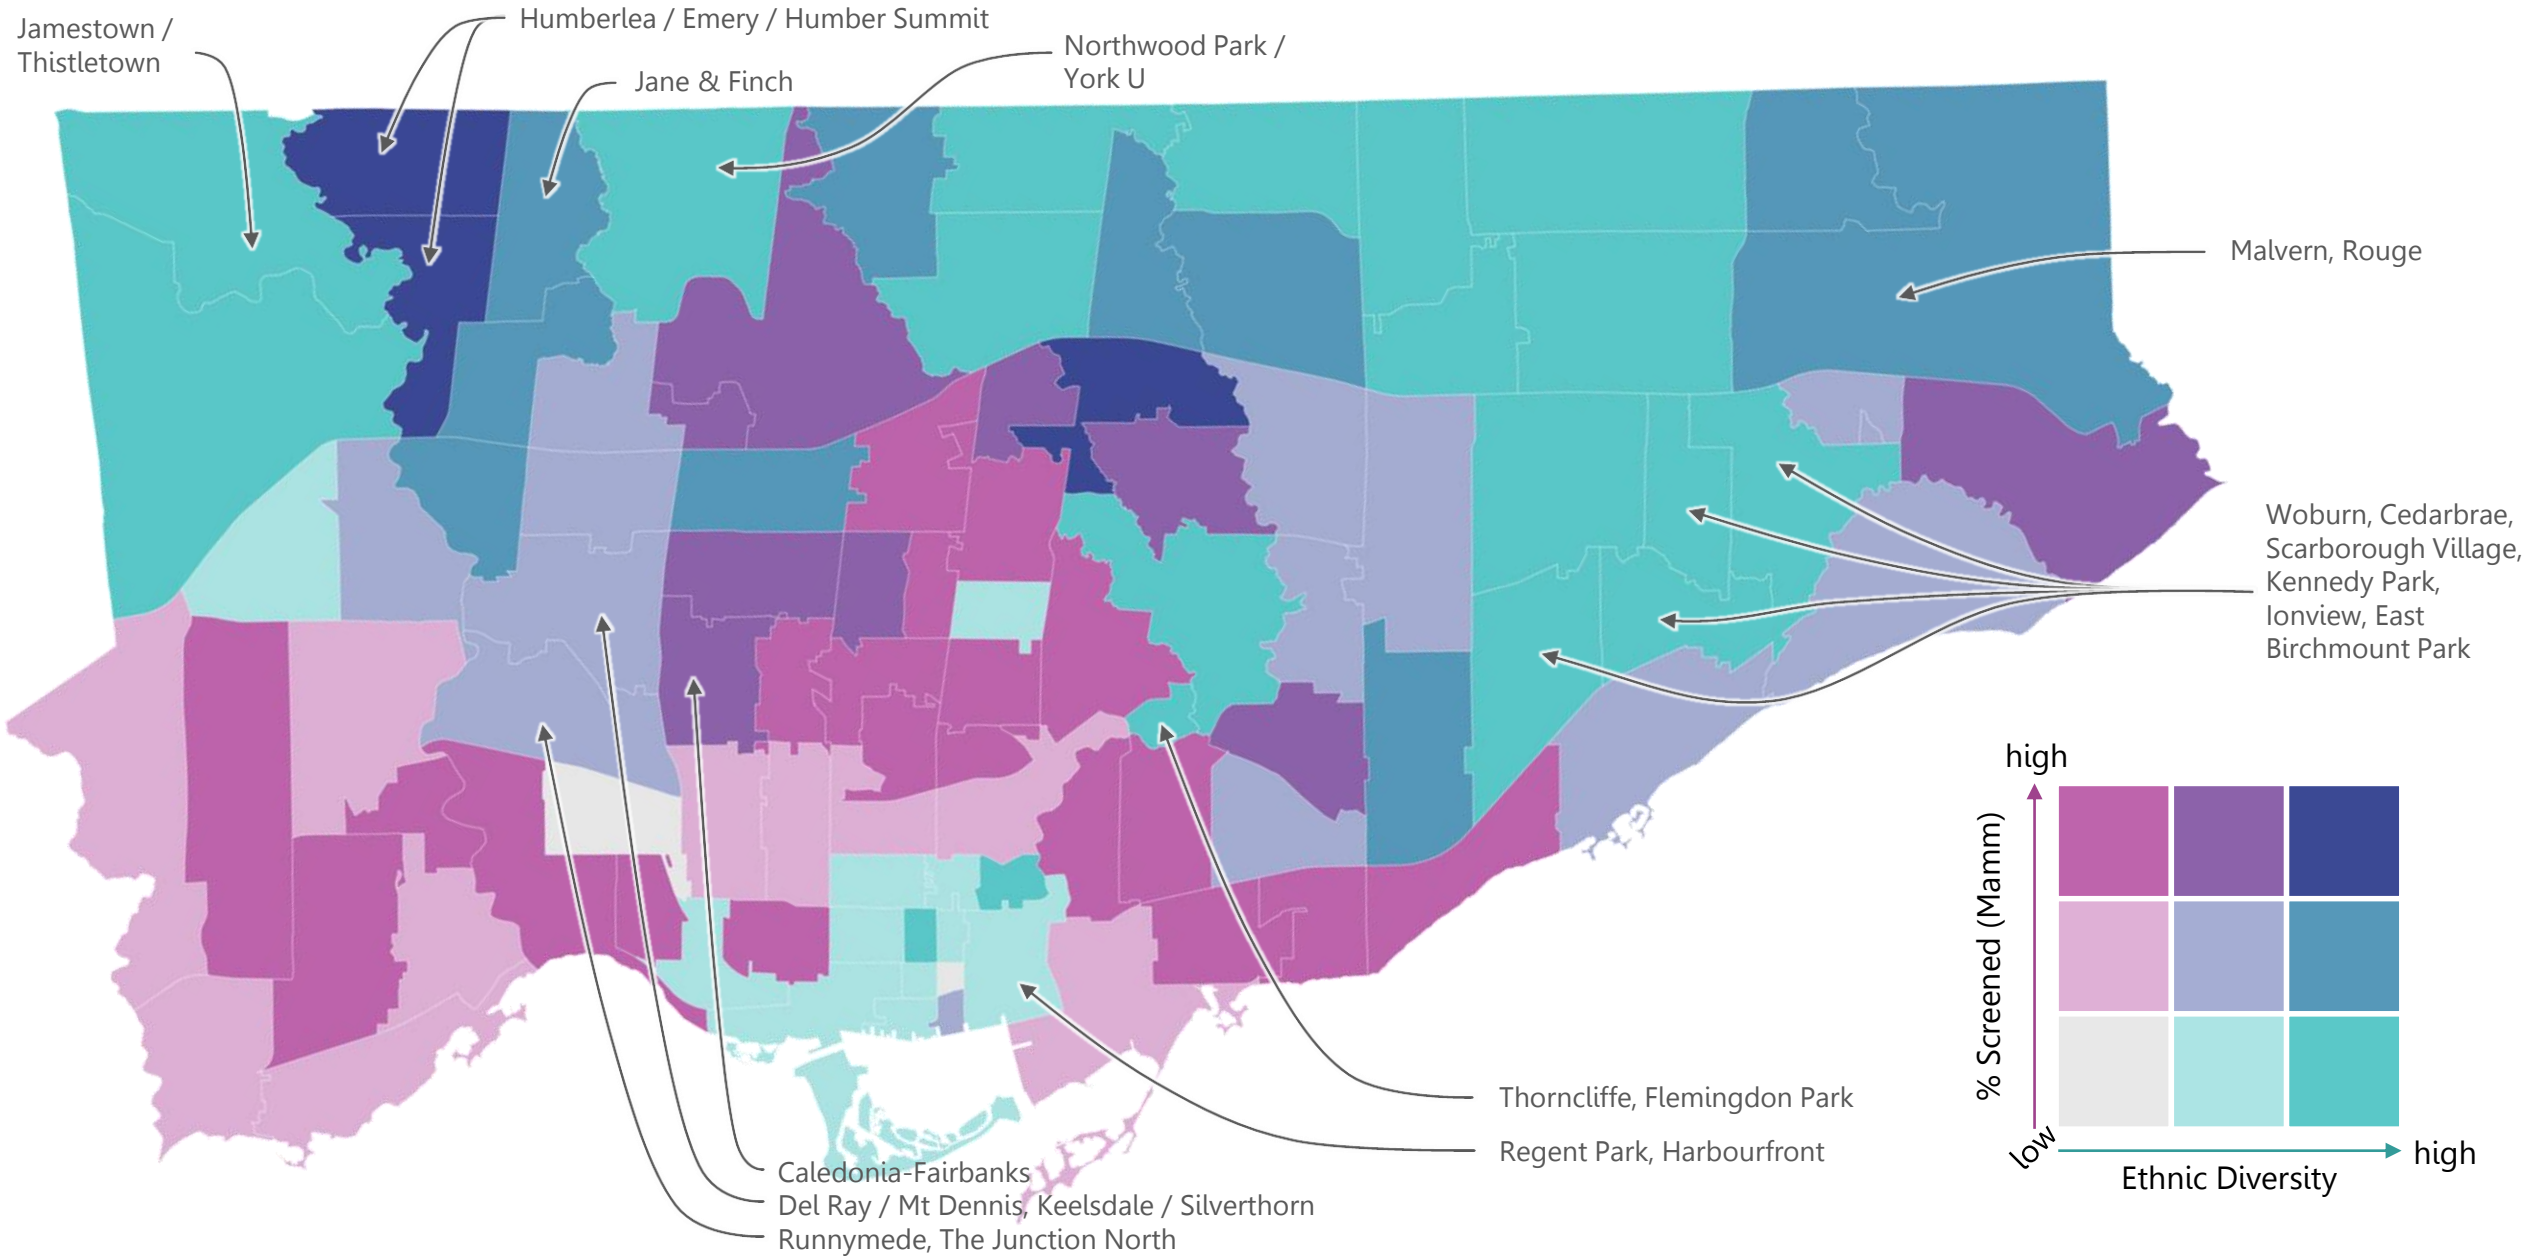 Humberlea / Emery / Humber Summit
Jamestown /
Thistletown
Northwood Park /
York U
Jane & Finch
Malvern, Rouge
Woburn, Cedarbrae,
Scarborough Village,
Kennedy Park,
Ionview, East
Birchmount Park
high
% Screened (Mamm)
low
high
Ethnic Diversity
Thorncliffe, Flemingdon Park
Regent Park, Harbourfront
Caledonia-Fairbanks
Del Ray / Mt Dennis, Keelsdale / Silverthorn
Runnymede, The Junction North